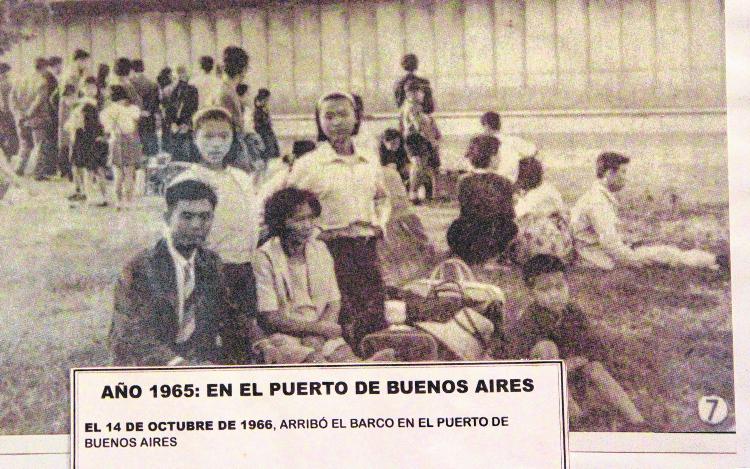 7
AÑO 1965: EN EL PUERTO DE BUENOS AIRES
EL 14 DE OCTUBRE DE 1966, ARRIBÓ EL BARCO EN EL PUERTO DE
BUENOS AIRES